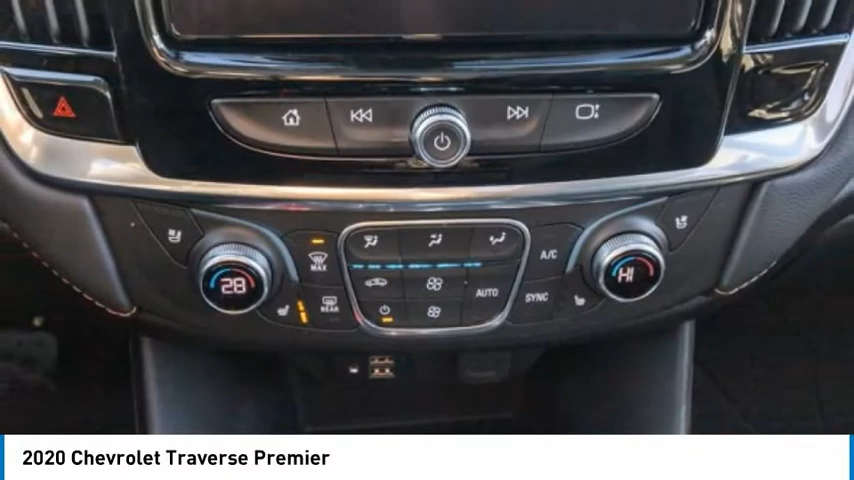 MAX
A/C
28
HI
REAR
AUTO
SYNC
2020 Chevrolet Traverse Premier